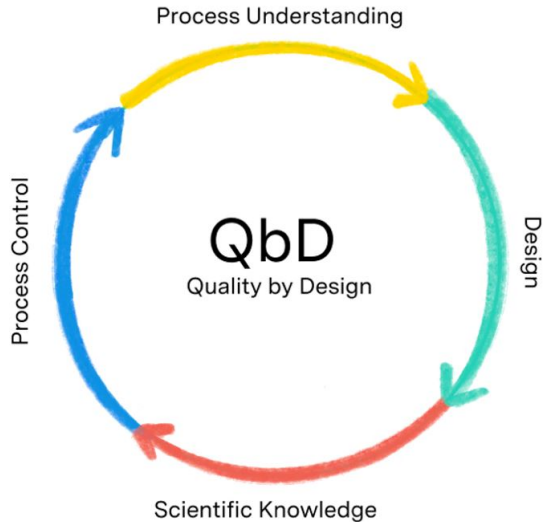 Process Understanding
Design
Scientific Knowledge
Process Control
QbD
Quality by Design